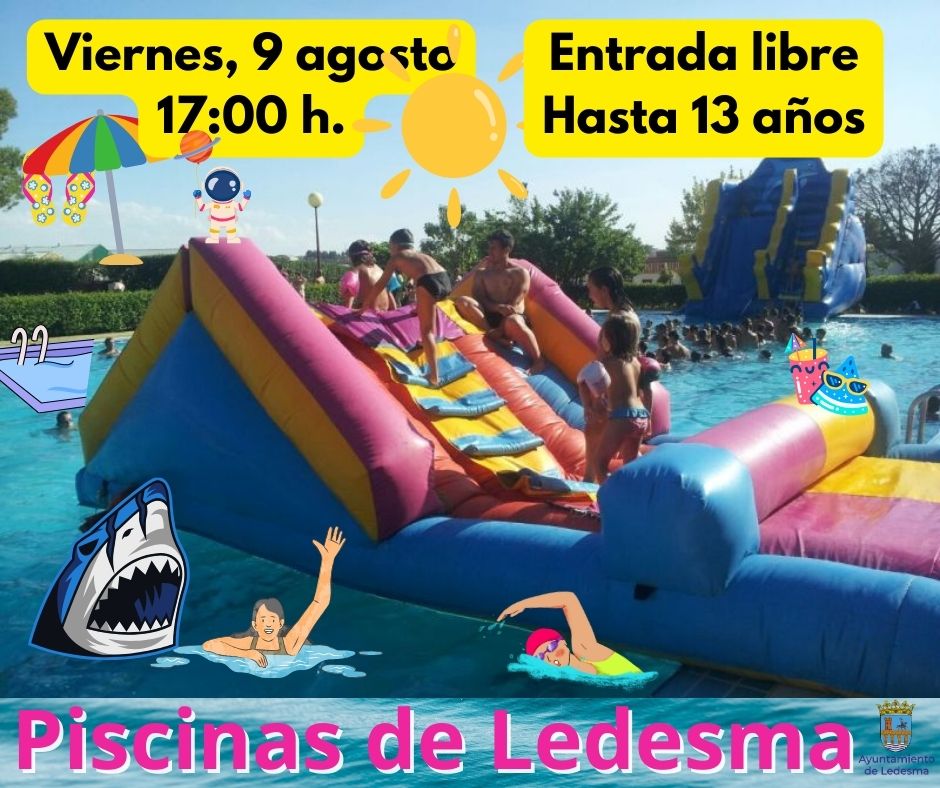 Viernes, 9 agosto
17:00 h.
Entrada libre
Hasta 13 años
Piscinas de Ledesma
Ayuntamiento
de Ledesma